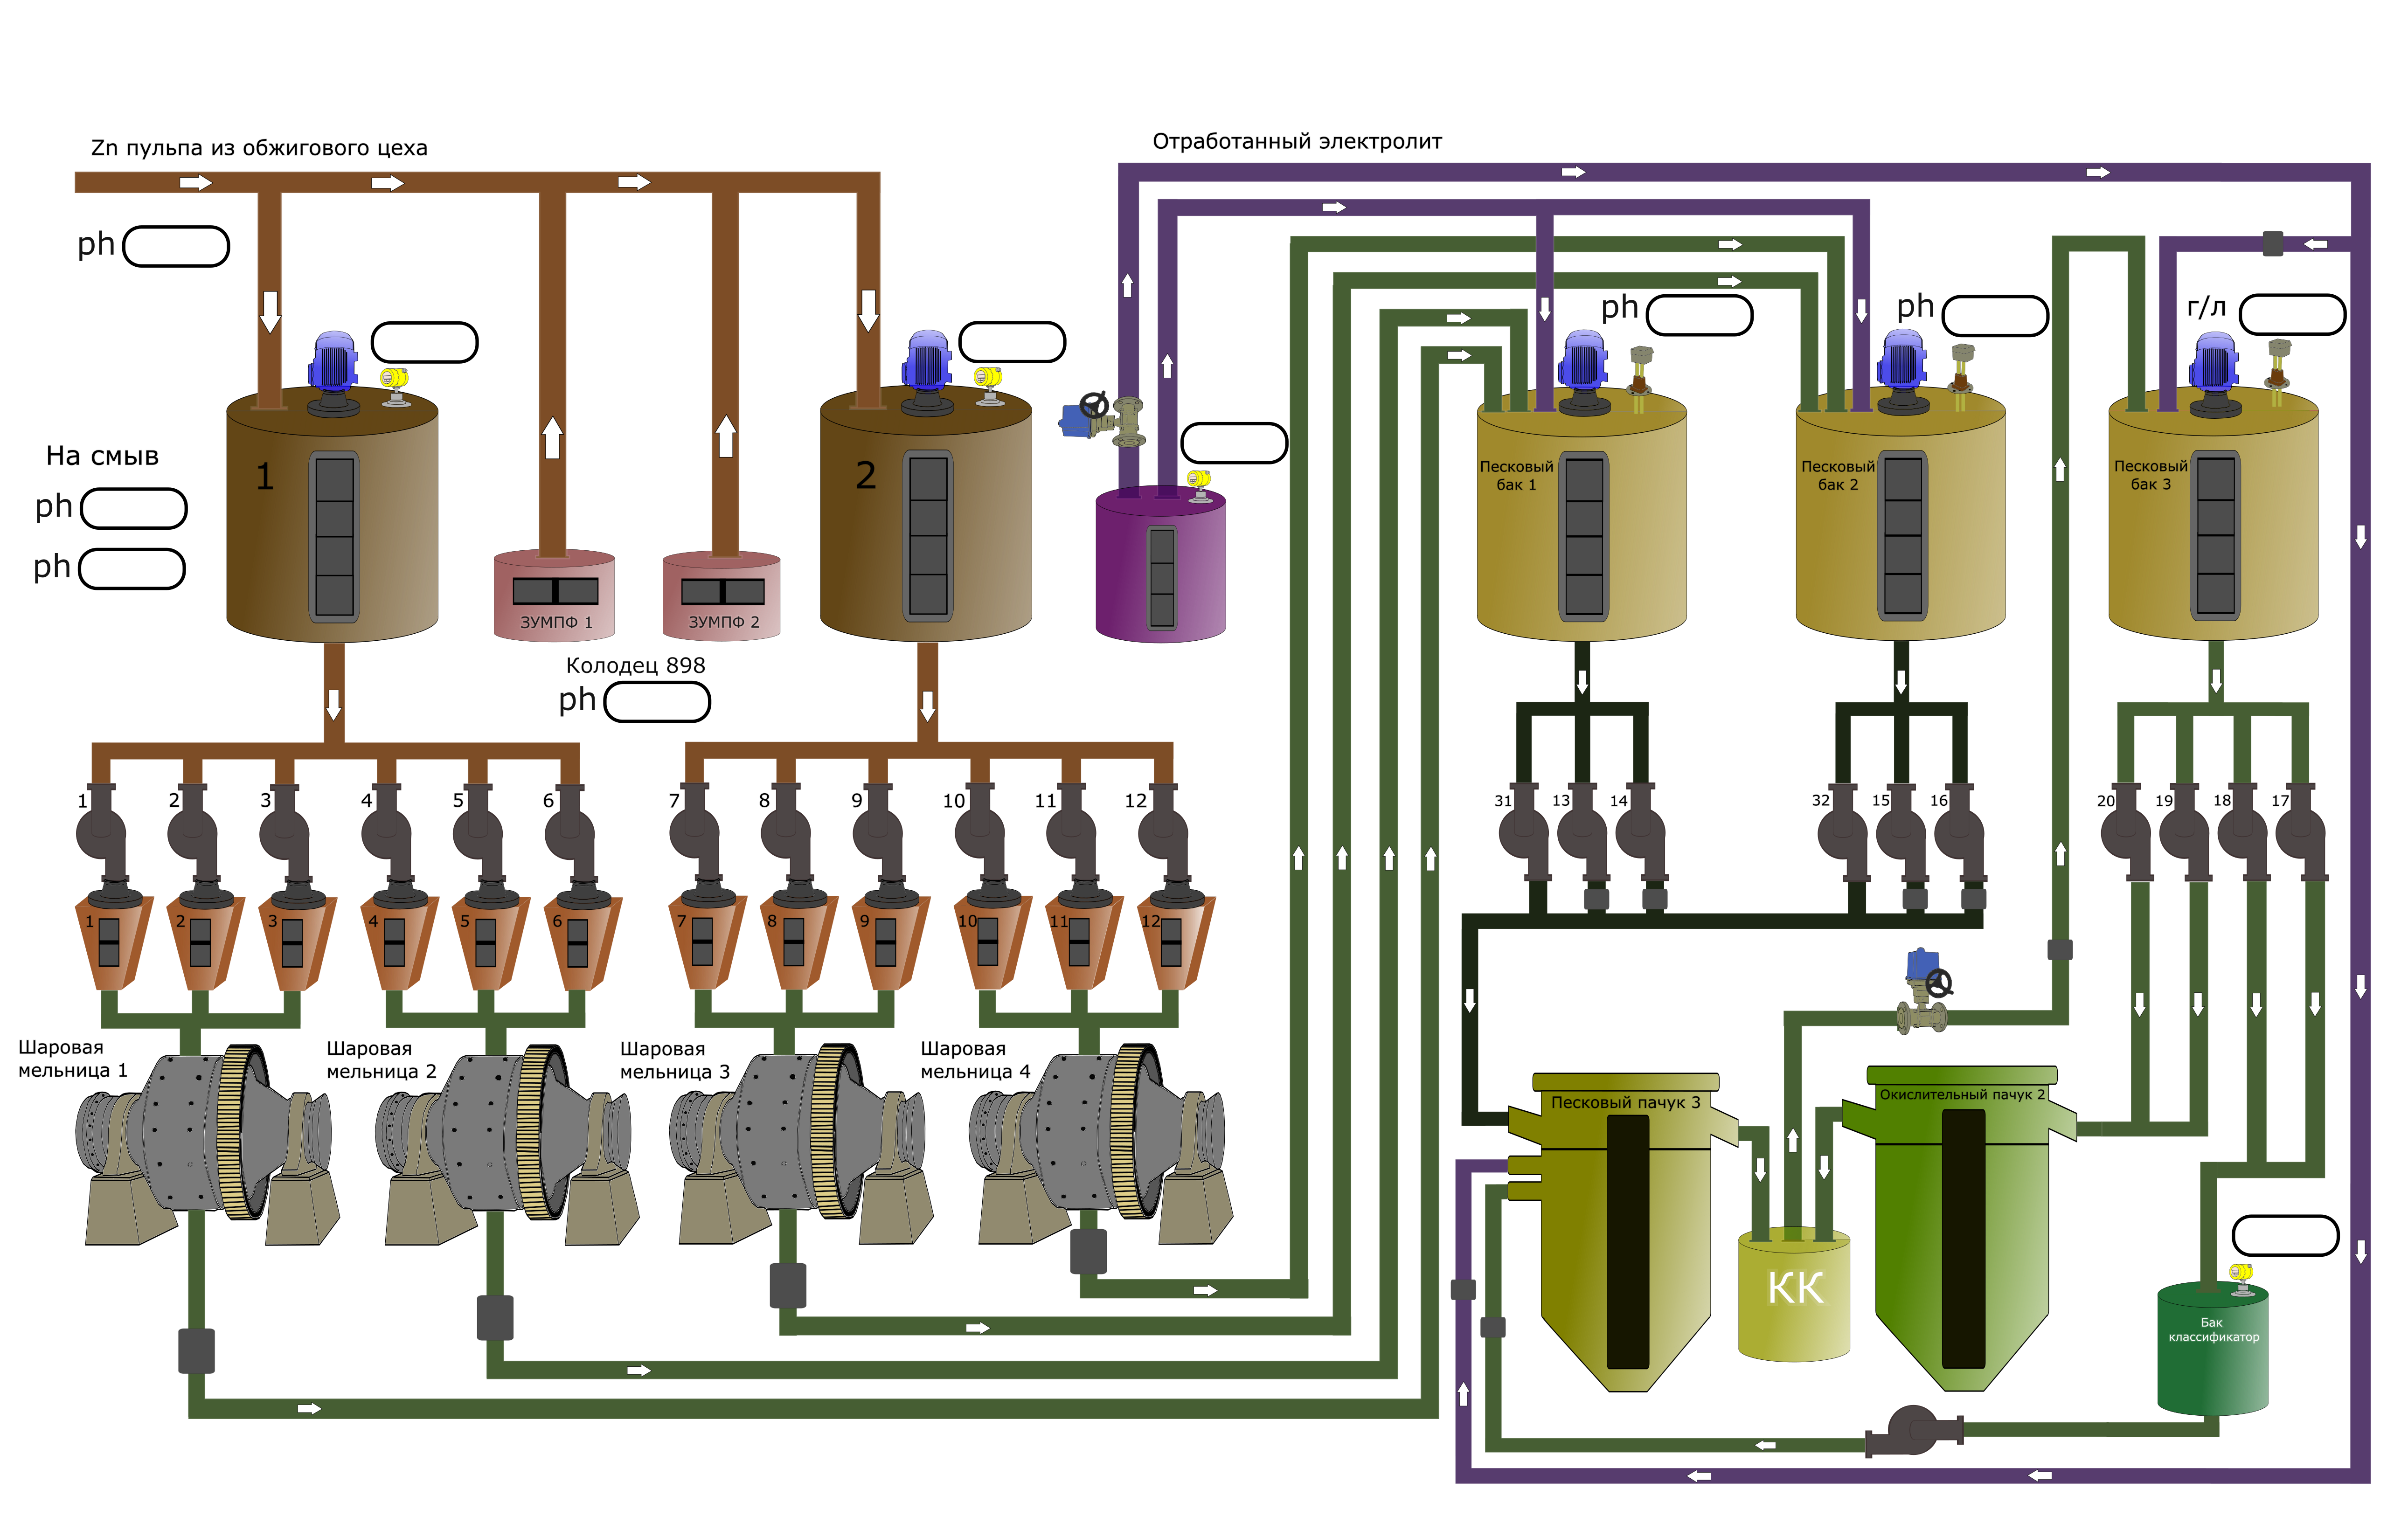 Zn пульпа из обжигового цеха
Отработанный электролит
ph
ph
ph
г/л
На смыв
ph
ph
1
2
Песковый
бак 1
Песковый
бак 2
Песковый
бак 3
ЗУМПФ 1
ЗУМПФ 2
Колодец 898
ph
1
2
3
4
5
6
7
8
9
10
11
12
31
13
14
32
15
16
20
19
18
17
1
2
3
4
5
6
7
8
9
10
11
12
Шаровая
мельница 1
Шаровая
мельница 2
Шаровая
мельница 3
Шаровая
мельница 4
Песковый пачук 3
Окислительный пачук 2
КК
Бак
классификатор